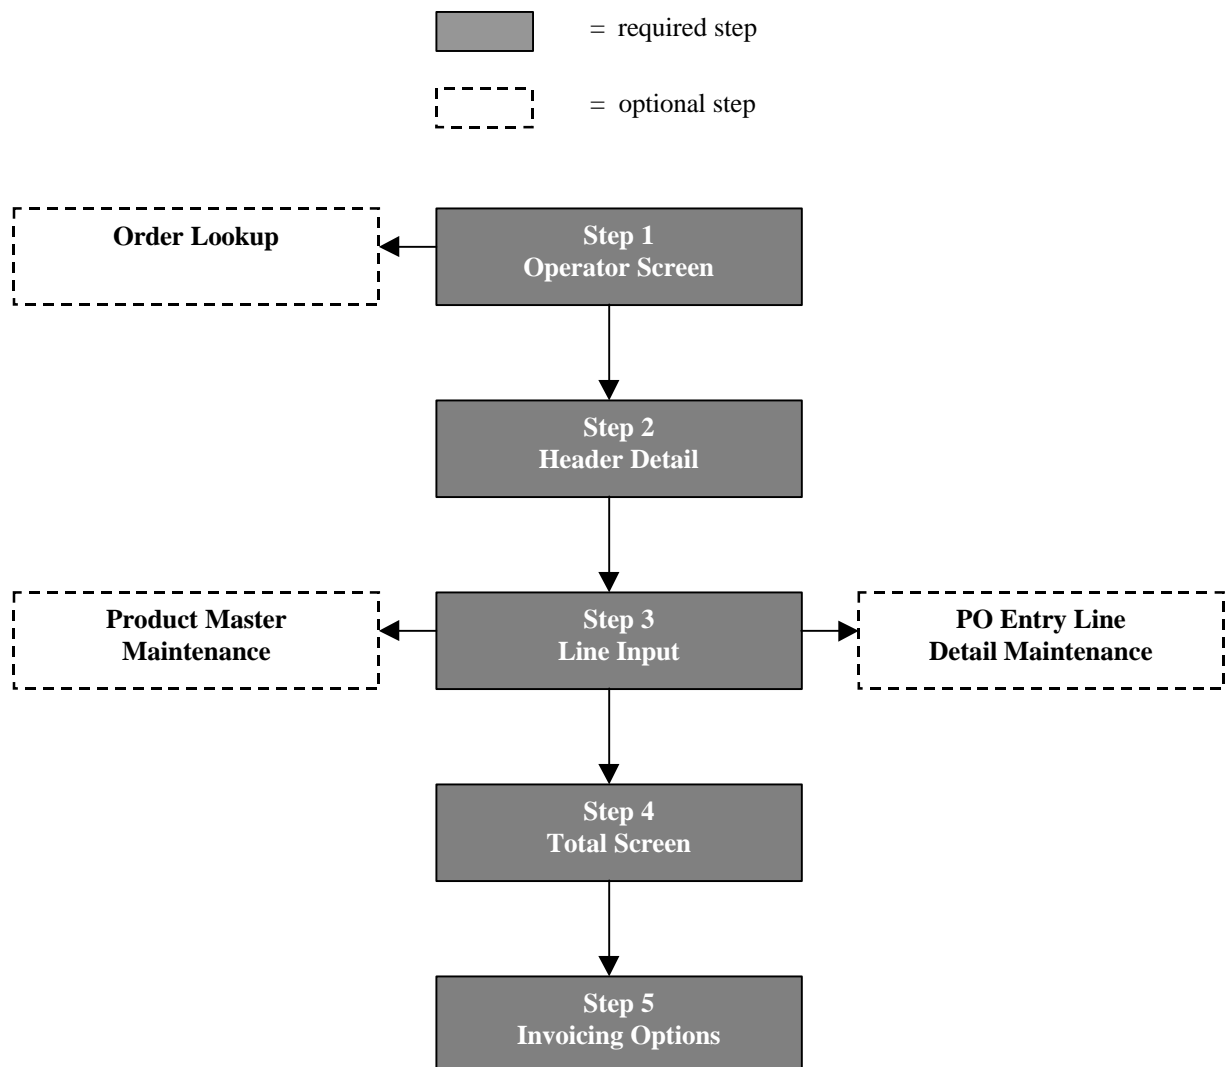 = required step
= optional step
Order Lookup
Step 1
Operator Screen
Step 2
Header Detail
Product Master
Maintenance
Step 3
Line Input
PO Entry Line
Detail Maintenance
Step 4
Total Screen
Step 5
Invoicing Options